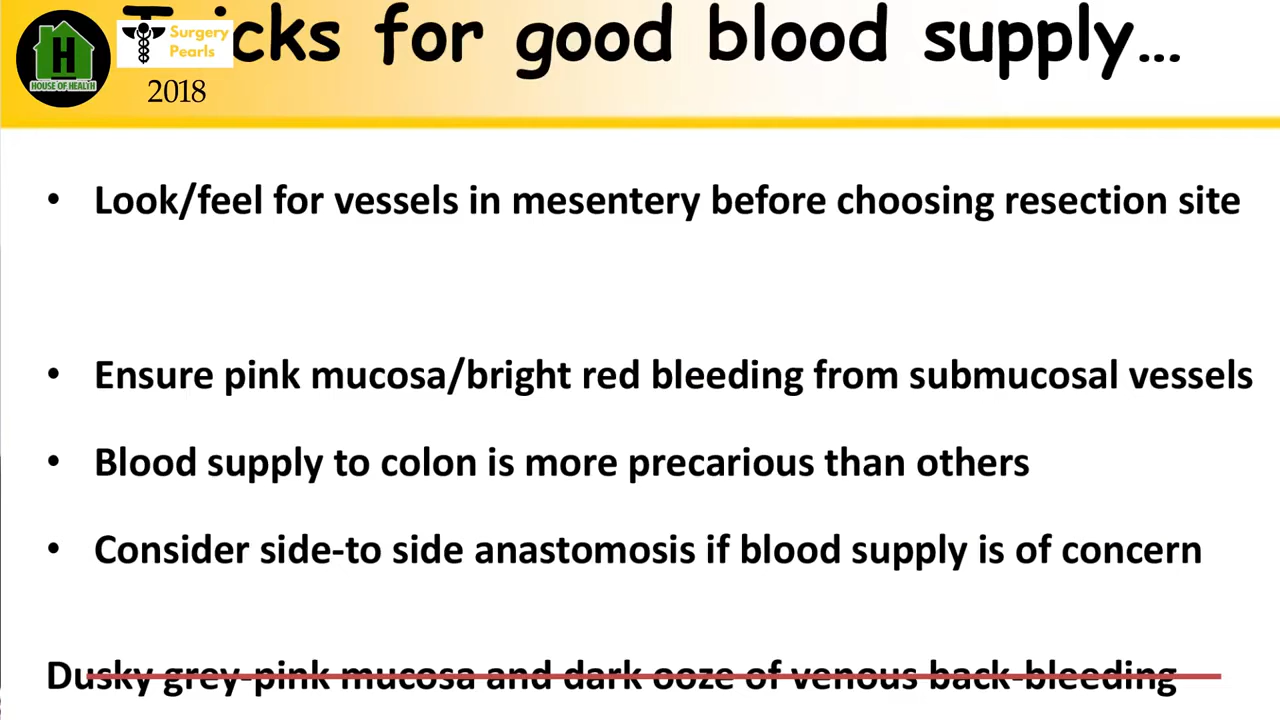 Tricks for good blood supply...
Surgery
Pearls
H
HOUSE OF HEALTH
2018
• Look/feel for vessels in mesentery before choosing resection site
• Ensure pink mucosa/bright red bleeding from submucosal vessels
• Blood supply to colon is more precarious than others
• Consider side-to side anastomosis if blood supply is of concern
Dusky grey-pink mucosa and dark ooze of venous back-bleeding